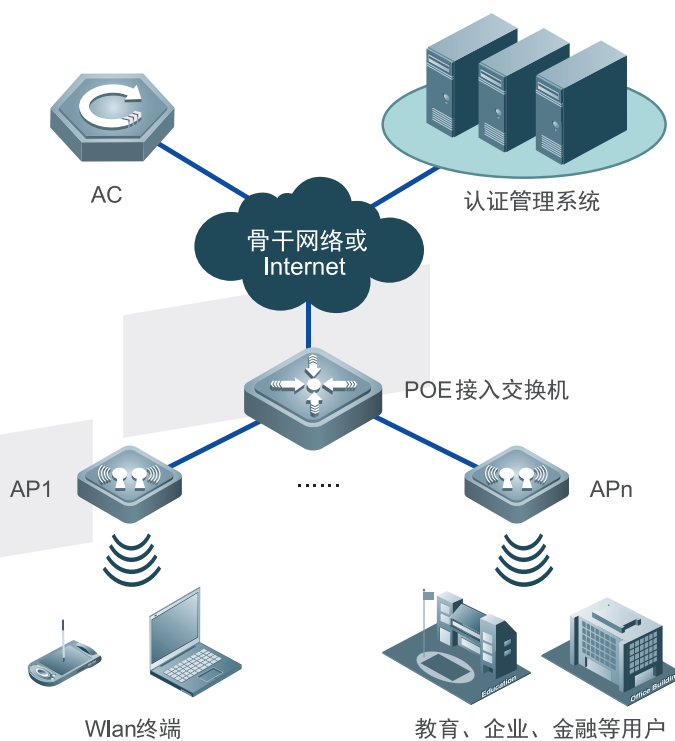 AC
认证管理系统
骨干网络或
Internet
POE接入交换机
AP1
......
APn
Education
Office Building
Wlan终端
教育、企业、金融等用户